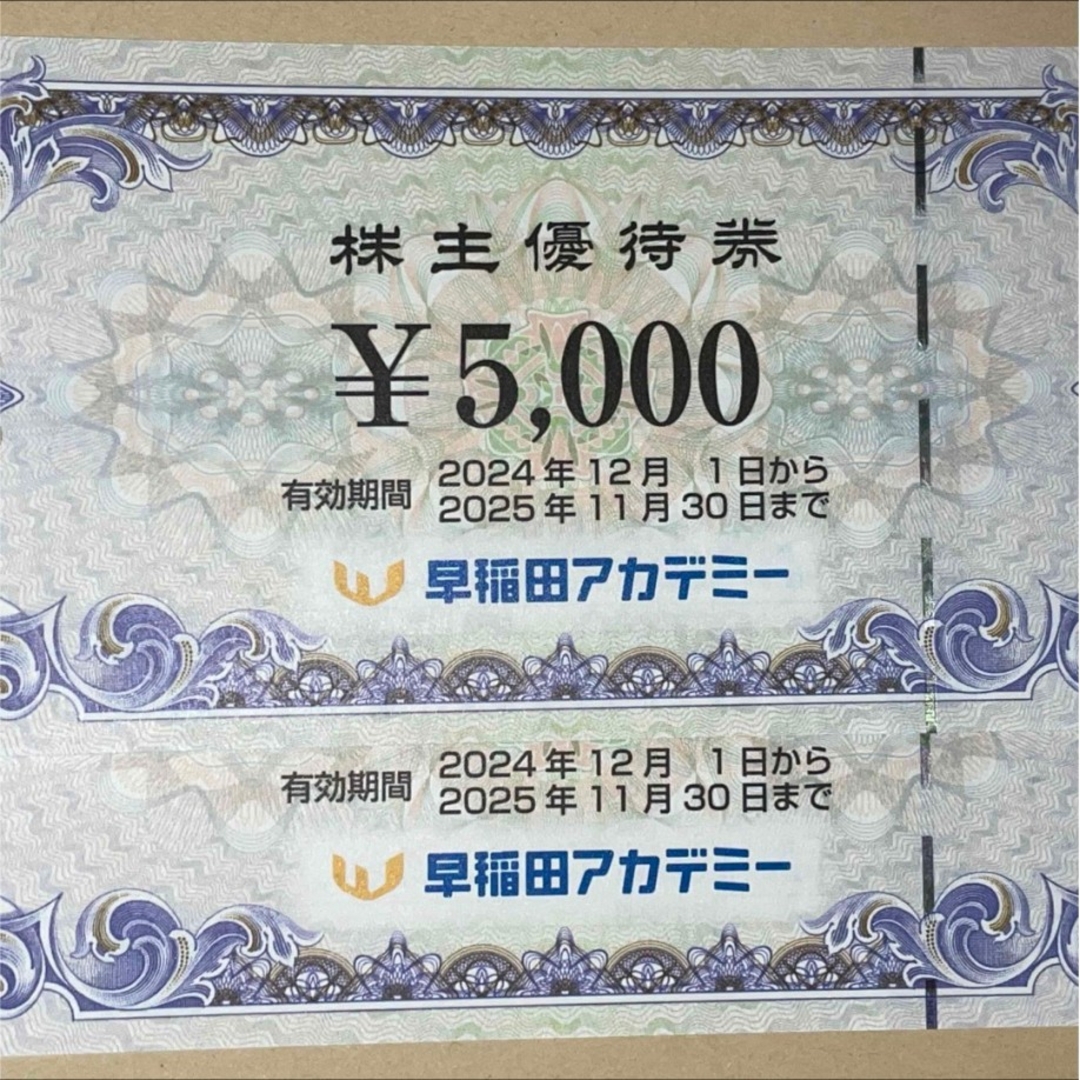 株主優待券
¥5,000
有効期間
2024年12月 1日から
2025年11月30日まで
早稲田アカデミー
有効期間
2024年12月 1日から
2025年11月30日まで
早稲田アカデミー